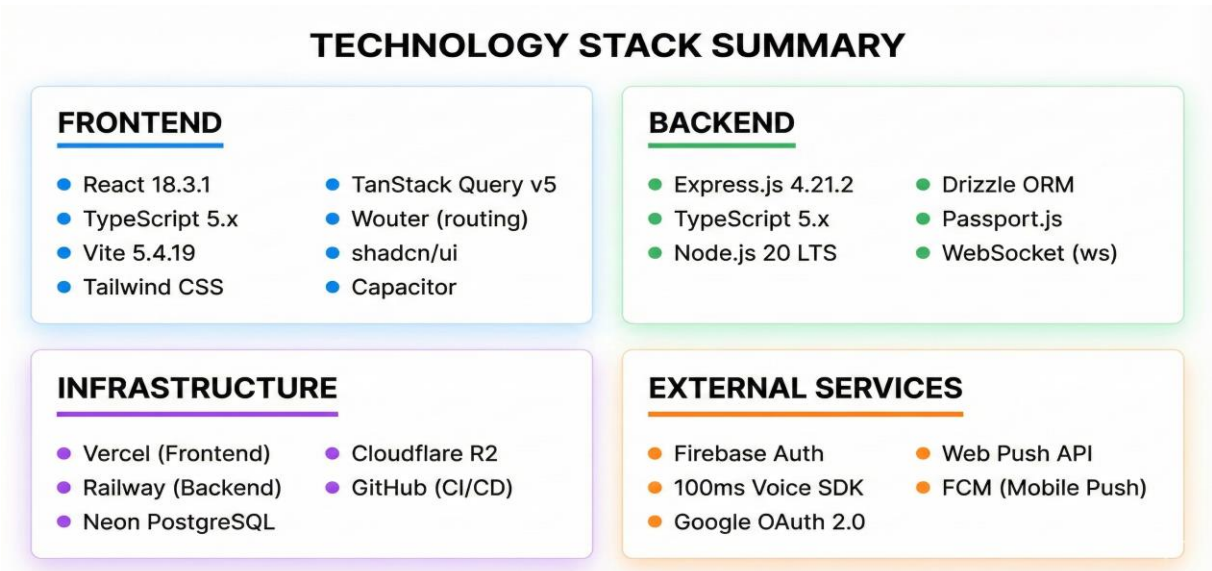 TECHNOLOGY STACK SUMMARY
FRONTEND
React 18.3.1
TypeScript 5.x
Vite 5.4.19
Tailwind CSS
TanStack Query v5
Wouter (routing)
shadcn/ui
Capacitor
BACKEND
Express.js 4.21.2
TypeScript 5.x
Node.js 20 LTS
Drizzle ORM
Passport.js
WebSocket (ws)
INFRASTRUCTURE
Vercel (Frontend)
Railway (Backend)
Neon PostgreSQL
Cloudflare R2
GitHub (CI/CD)
EXTERNAL SERVICES
Firebase Auth
100ms Voice SDK
Google OAuth 2.0
Web Push API
FCM (Mobile Push)